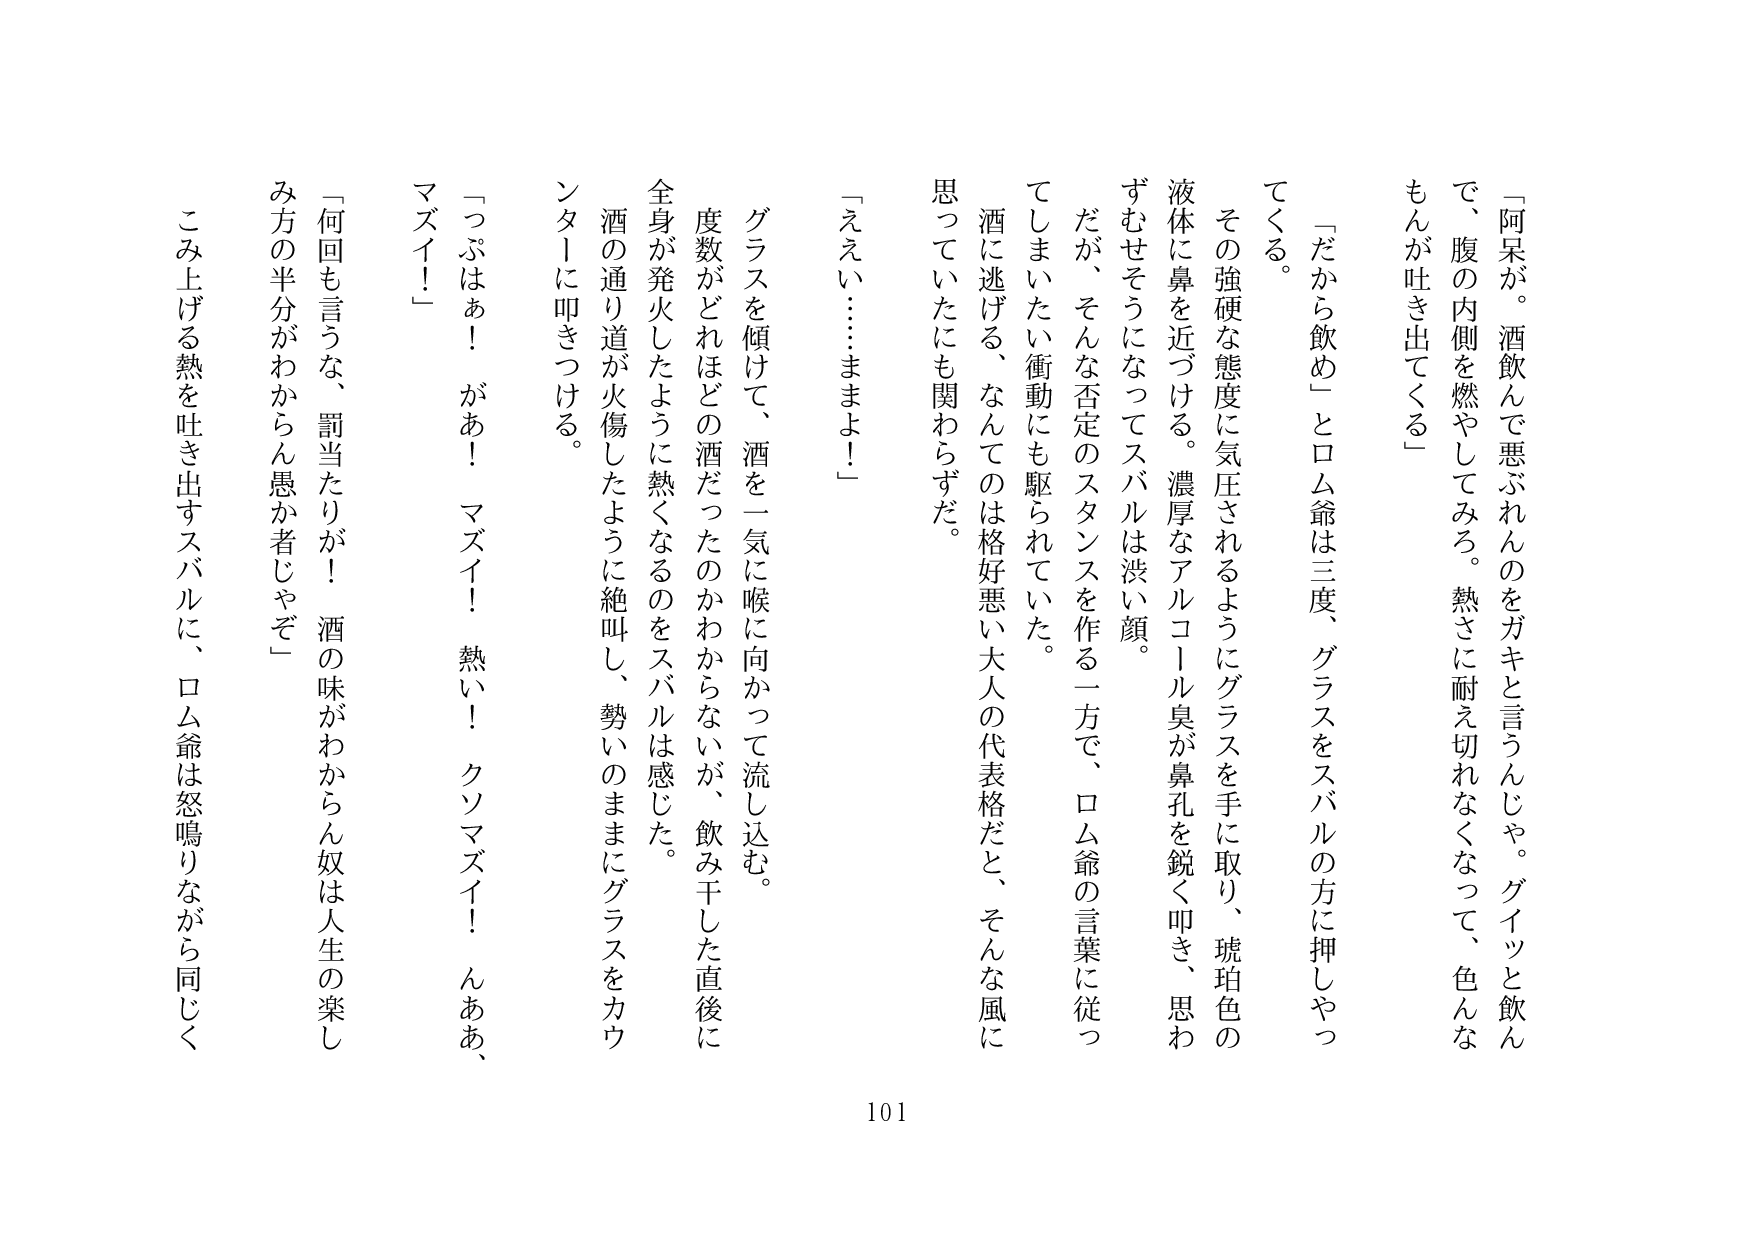 「阿呆が。酒飲んで悪ぶれんのをガキと言うんじゃ。グイッと飲ん
で、腹の内側を燃やしてみろ。熱さに耐え切れなくなって、色んな
もんが吐き出てくる」
「だから飲め」とロム爺は三度、グラスをスバルの方に押しやっ
てくる。
その強硬な態度に気圧されるようにグラスを手に取り、琥珀色の
液体に鼻を近づける。濃厚なアルコール臭が鼻孔を鋭く叩き、思わ
ずむせそうになってスバルは渋い顔。
だが、そんな否定のスタンスを作る一方で、ロム爺の言葉に従っ
てしまいたい衝動にも駆られていた。
酒に逃げる、なんてのは格好悪い大人の代表格だと、そんな風に
思っていたにも関わらずだ。
「ええい……ままよ！」
グラスを傾けて、酒を一気に喉に向かって流し込む。
度数がどれほどの酒だったのかわからないが、飲み干した直後に
全身が発火したように熱くなるのをスバルは感じた。
酒の通り道が火傷したように絶叫し、勢いのままにグラスをカウ
ンターに叩きつける。
「っぷはぁ！　があ！　マズイ！　熱い！　クソマズイ！　んああ、
マズイ！」
「何回も言うな、罰当たりが！　酒の味がわからん奴は人生の楽し
み方の半分がわからん愚か者じゃぞ」
こみ上げる熱を吐き出すスバルに、ロム爺は怒鳴りながら同じく
101